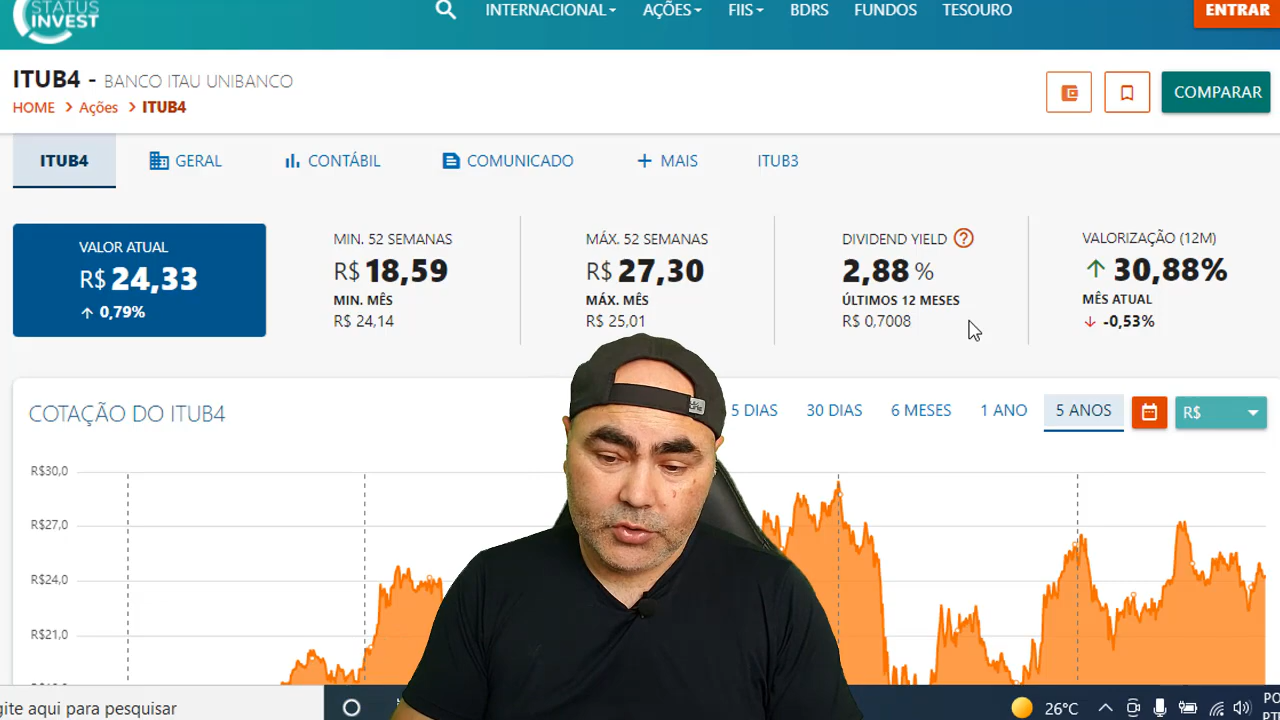 STATUS
INVEST
INTERNACIONAL
AÇÕES
FIIS
BDRS
FUNDOS
TESOURO
ENTRAR
ITUB4 - BANCO ITAU UNIBANCO
HOME > Ações > ITUB4
COMPARAR
ITUB4
GERAL
CONTÁBIL
COMUNICADO
+ MAIS
ITUB3
VALOR ATUAL
R$ 24,33
↑ 0,79%
MIN. 52 SEMANAS
R$ 18,59
MIN. MÊS
R$ 24,14
MÁX. 52 SEMANAS
R$ 27,30
MÁX. MÊS
R$ 25,01
DIVIDEND YIELD ?
2,88 %
ÚLTIMOS 12 MESES
R$ 0,7008
VALORIZAÇÃO (12M)
↑ 30,88%
MÊS ATUAL
↓ -0,53%
COTAÇÃO DO ITUB4
5 DIAS
30 DIAS
6 MESES
1 ANO
5 ANOS
R$
R$30,0
R$27,0
R$24,0
R$21,0
gite aqui para pesquisar
26°C